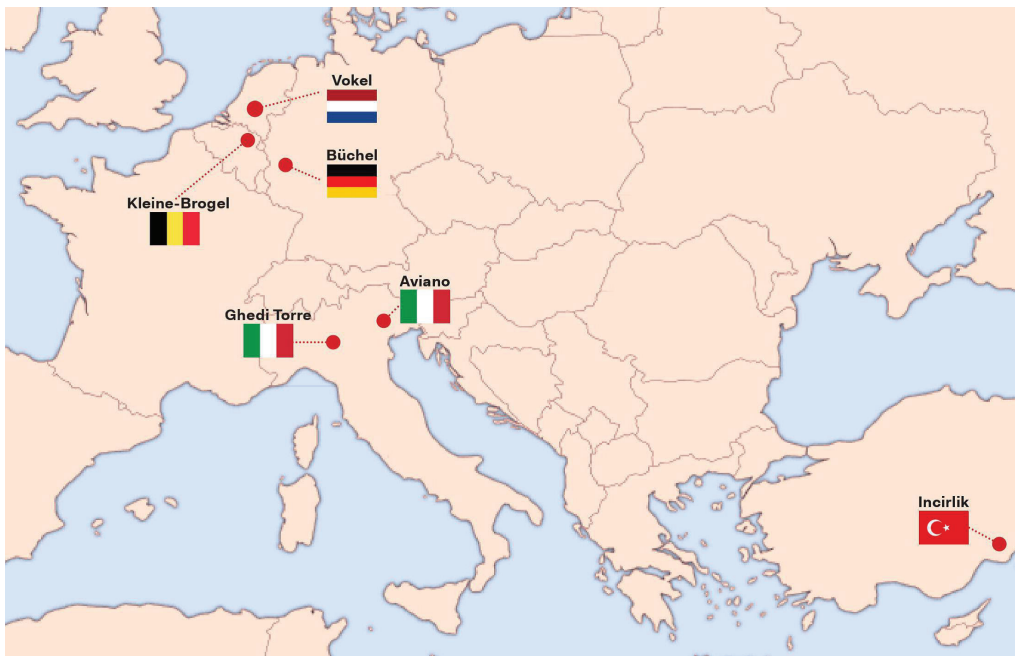 Vokel
Büchel
Kleine-Brogel
Aviano
Ghedi Torre
Incirlik